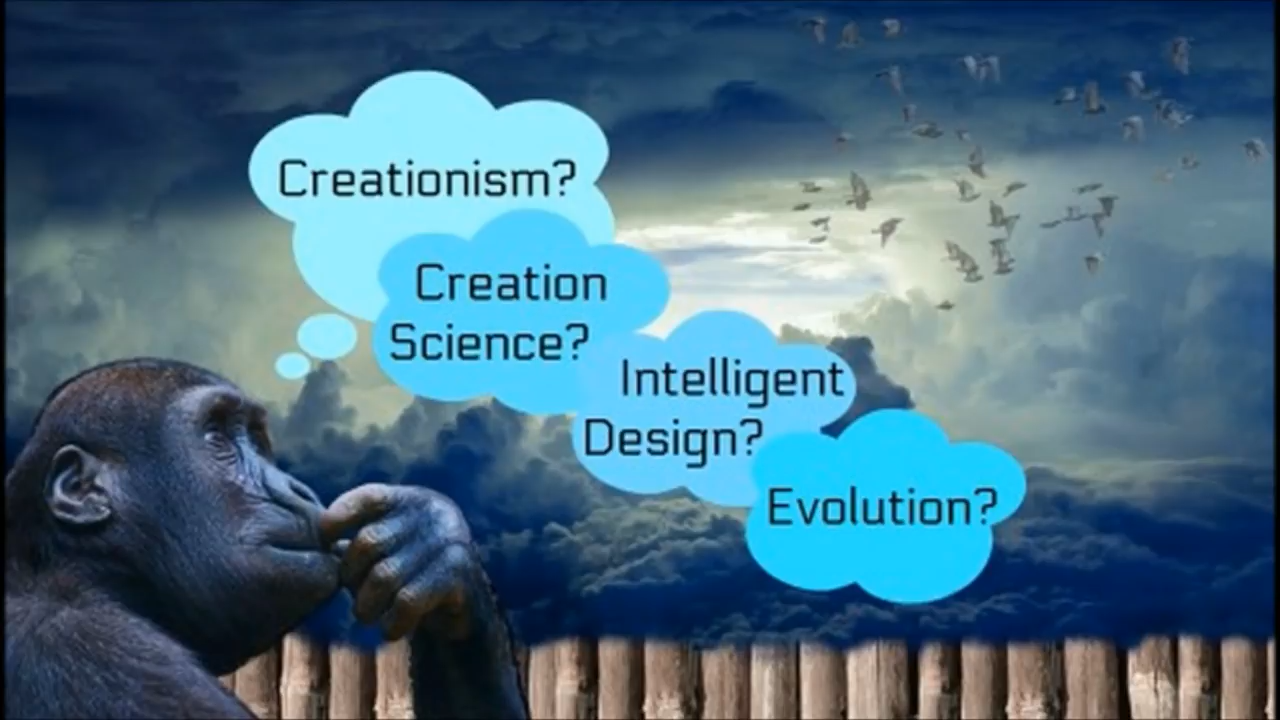 Creationism?
Creation
Science?
Intelligent
Design?
Evolution?